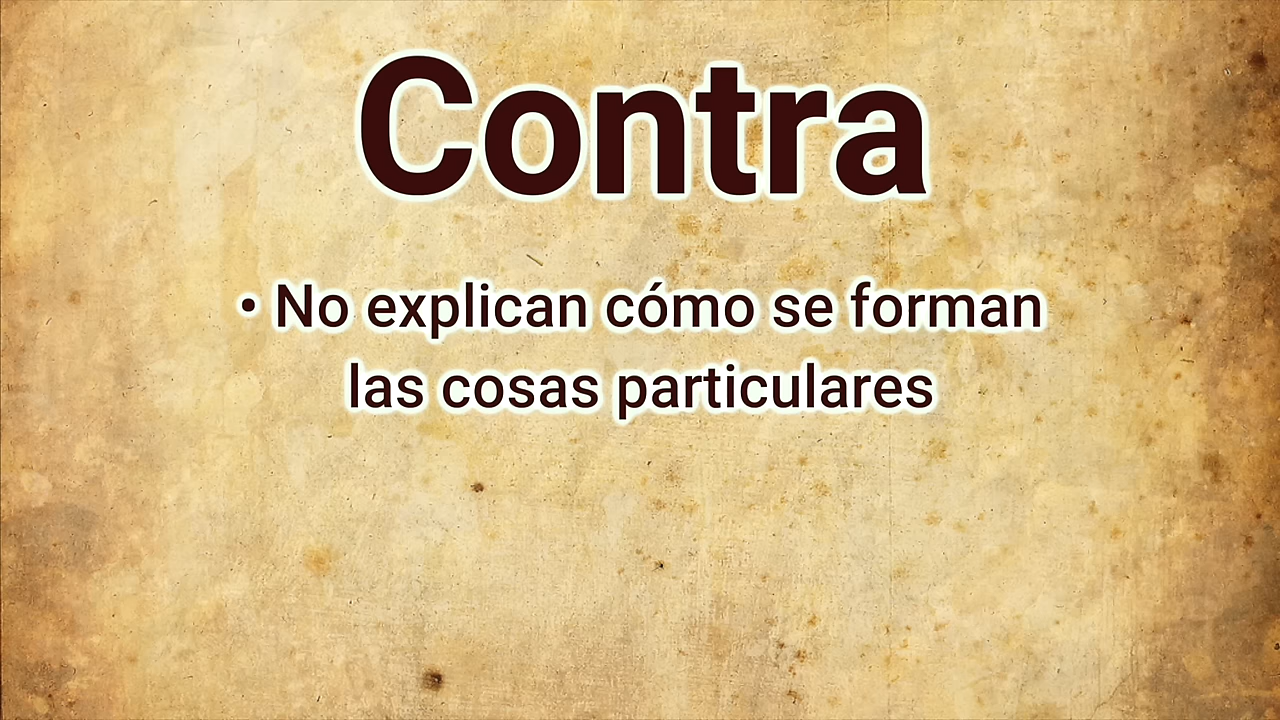 Contra
• No explican cómo se forman
las cosas particulares